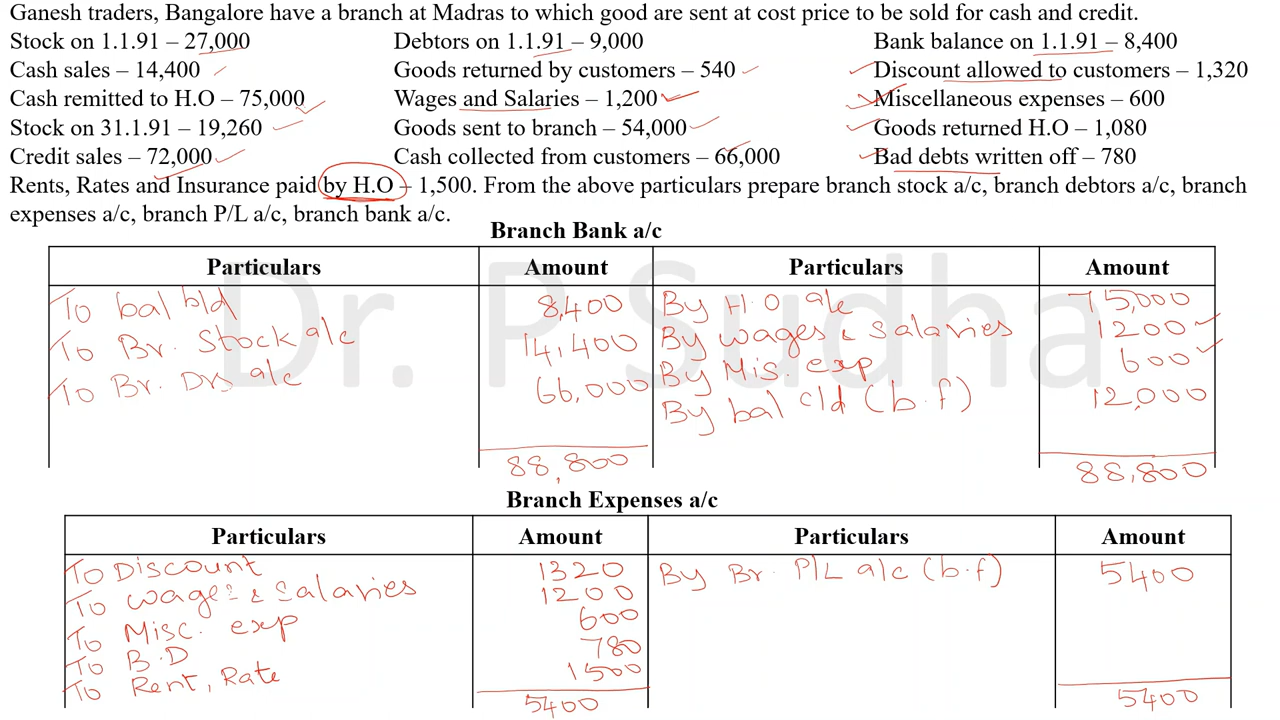 Ganesh traders, Bangalore have a branch at Madras to which good are sent at cost price to be sold for cash and credit.
Stock on 1.1.91 – 27,000 Debtors on 1.1.91 – 9,000 Bank balance on 1.1.91 – 8,400
Cash sales – 14,400 Goods returned by customers – 540 Discount allowed to customers – 1,320
Cash remitted to H.O – 75,000 Wages and Salaries – 1,200 Miscellaneous expenses – 600
Stock on 31.1.91 – 19,260 Goods sent to branch – 54,000 Goods returned H.O – 1,080
Credit sales – 72,000 Cash collected from customers – 66,000 Bad debts written off – 780
Rents, Rates and Insurance paid by H.O – 1,500. From the above particulars prepare branch stock a/c, branch debtors a/c, branch
expenses a/c, branch P/L a/c, branch bank a/c.
Branch Bank a/c
Particulars Amount Particulars Amount
To bal b/d 8,400 By H.O a/c 75,000
To Br. Stock a/c 14,400 By wages & Salaries 1200
To Br. Drs a/c 66,000 By Mis. exp 600
By bal c/d (b.f) 12,000
88,800 88,800
Branch Expenses a/c
Particulars Amount Particulars Amount
To Discount 1320 By Br. P/L a/c (b.f) 5400
To wages & Salaries 1200
To Misc. exp 600
To B.D 780
To Rent, Rate 1500
5400 5400
Dr. P Sudha